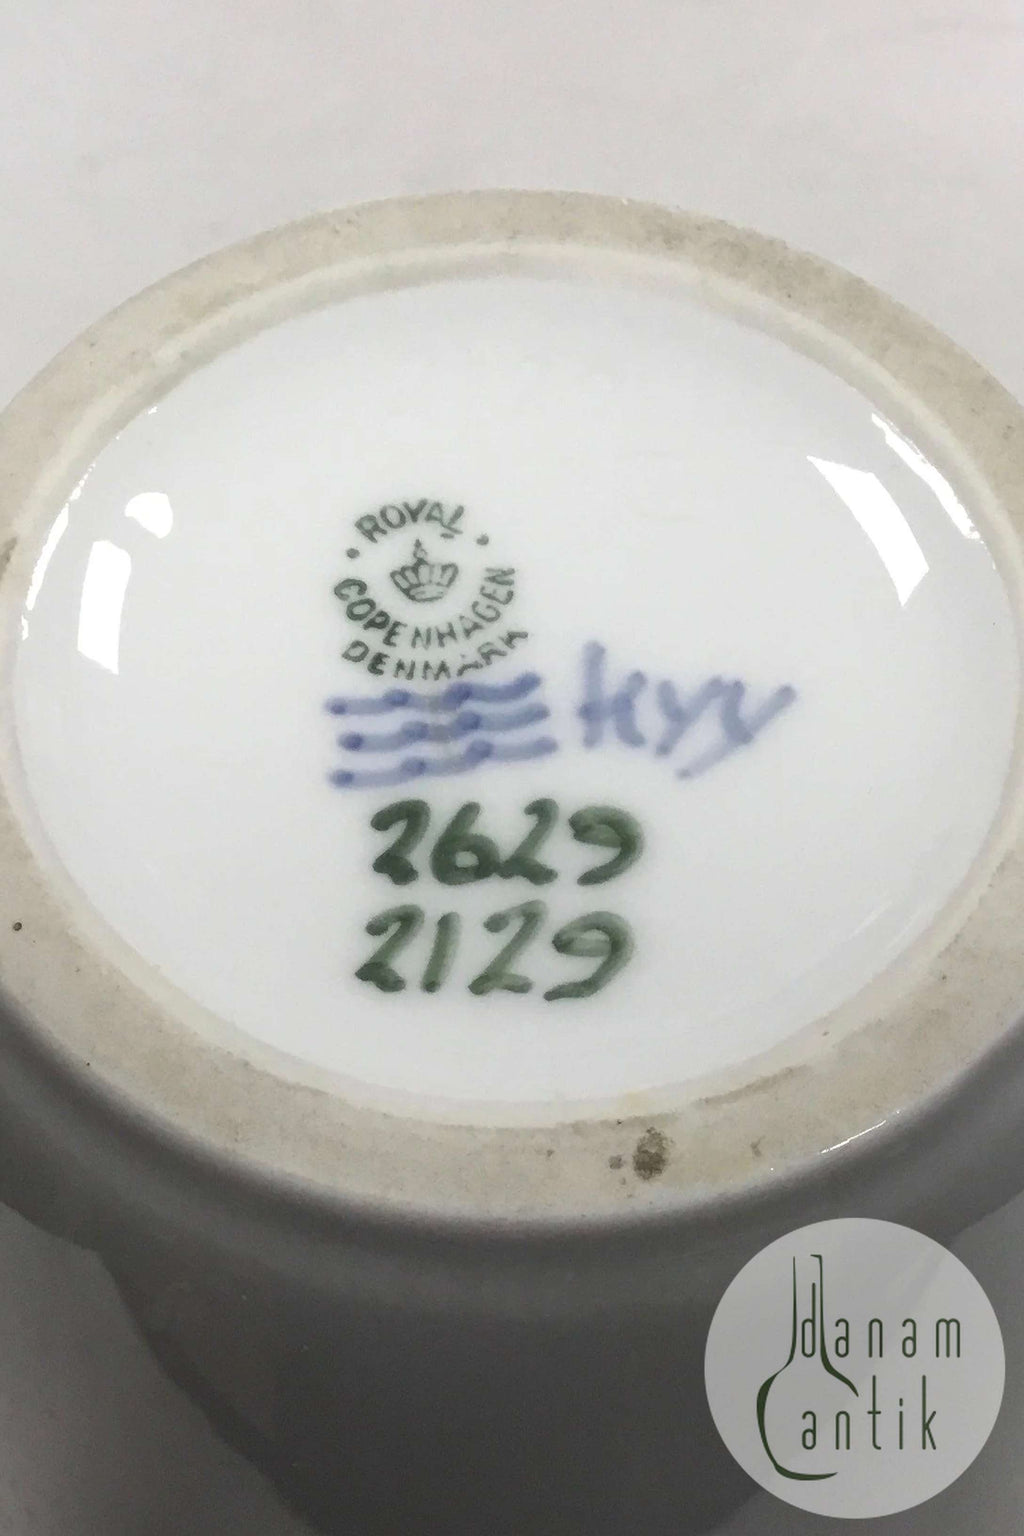 ROYAL
COPENHAGEN
DENMARK
kyy
2629
2129
danam
antik